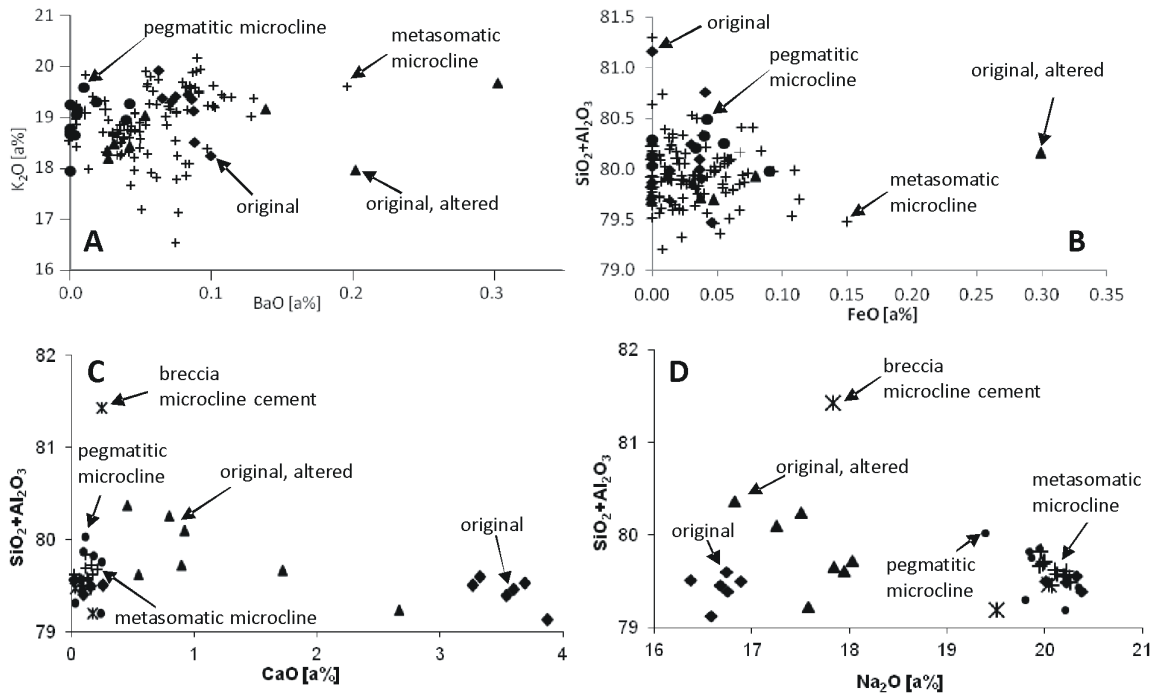 21
20
19
18
17
16
K₂O [a%]
0.0
0.1
0.2
0.3
BaO [a%]
pegmatitic microcline
metasomatic
microcline
original
original, altered
A
81.5
81.0
80.5
80.0
79.5
79.0
SiO₂+Al₂O₃
0.00
0.05
0.10
0.15
0.20
0.25
0.30
0.35
FeO [a%]
original
pegmatitic
microcline
original, altered
metasomatic
microcline
B
82
81
80
79
SiO₂+Al₂O₃
0
1
2
3
4
CaO [a%]
C
breccia
microcline cement
pegmatitic
microcline
original, altered
original
metasomatic microcline
82
81
80
79
SiO₂+Al₂O₃
16
17
18
19
20
21
Na₂O [a%]
D
breccia
microcline cement
original, altered
metasomatic
microcline
original
pegmatitic
microcline